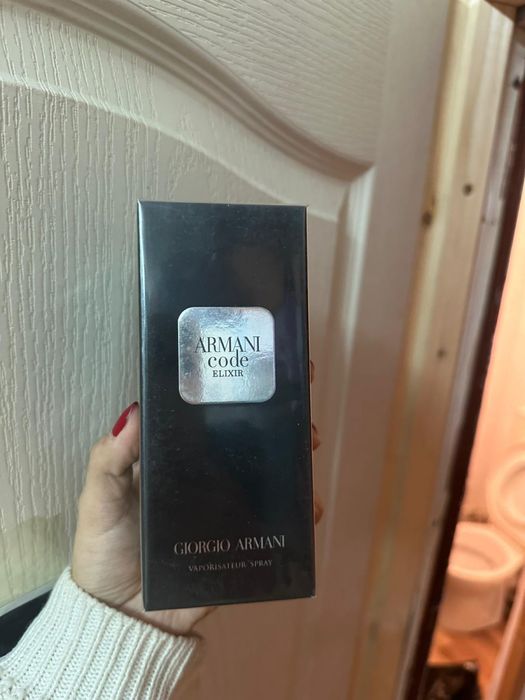 ARMANI
code
ELIXIR
GIORGIO ARMANI
VAPORISATEUR SPRAY